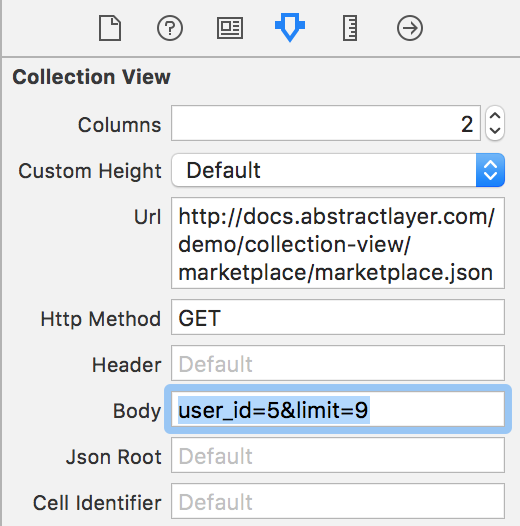 Collection View
Columns 2
Custom Height Default
Url http://docs.abstractlayer.com/
demo/collection-view/
marketplace/marketplace.json
Http Method GET
Header Default
Body user_id=5&limit=9
Json Root Default
Cell Identifier Default